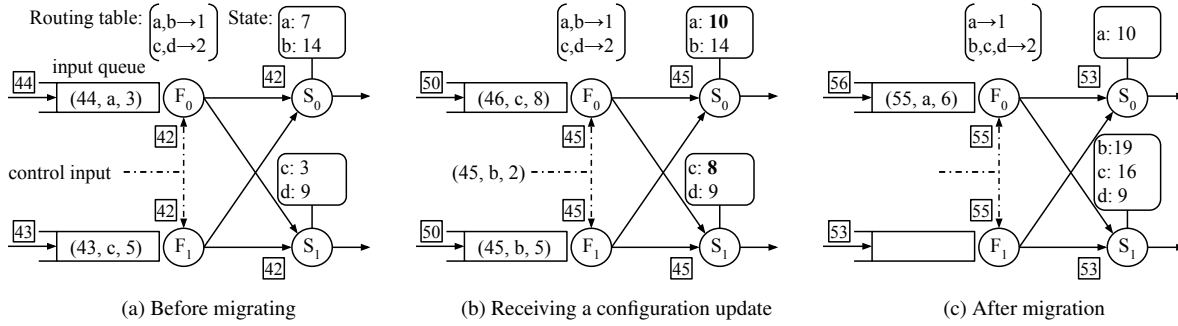 Routing table:
a,b→1
c,d→2
State:
a: 7
b: 14
44
input queue
(44, a, 3)
F0
42
S0
42
control input
c: 3
d: 9
42
43
(43, c, 5)
F1
42
S1
(a) Before migrating
a,b→1
c,d→2
a: 10
b: 14
50
(46, c, 8)
F0
45
S0
45
(45, b, 2)
c: 8
d: 9
45
50
(45, b, 5)
F1
45
S1
(b) Receiving a configuration update
a→1
b,c,d→2
a: 10
56
(55, a, 6)
F0
53
S0
55
b:19
c: 16
d: 9
55
53
F1
53
S1
(c) After migration